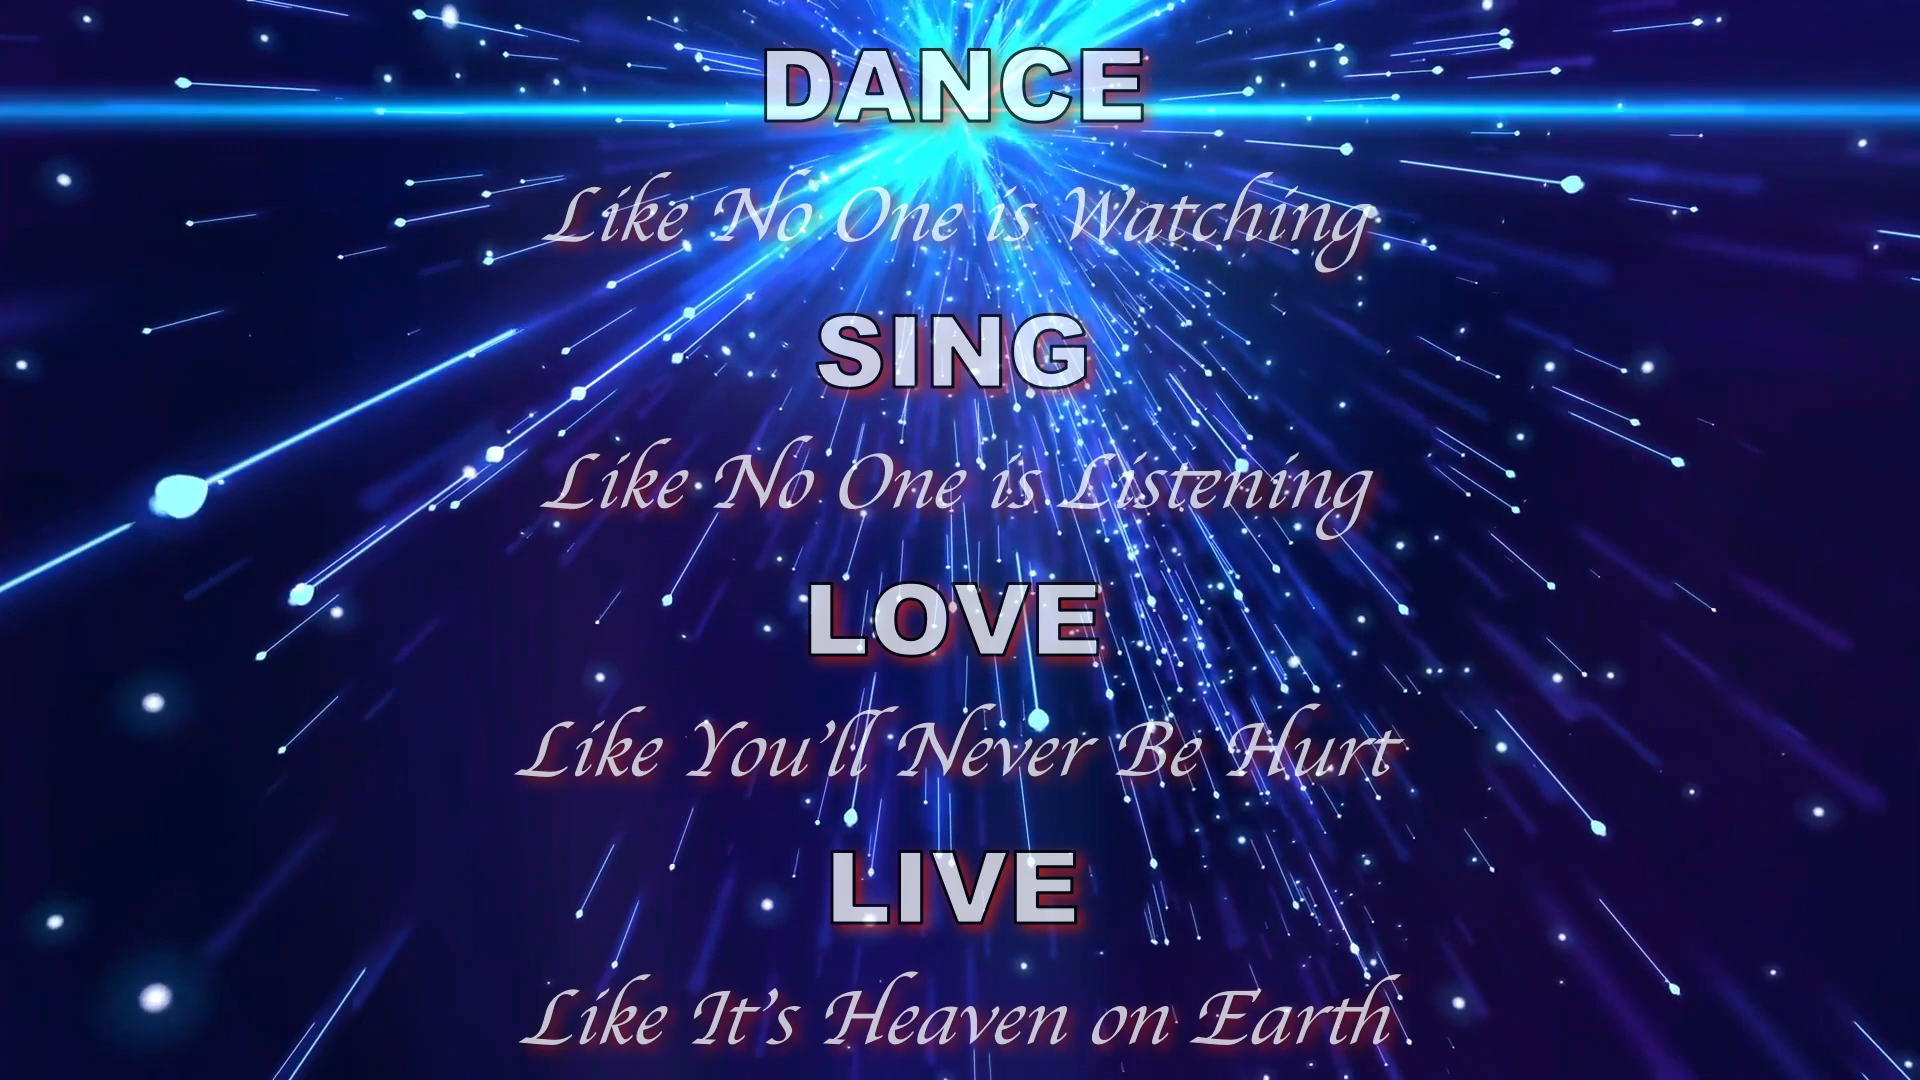 DANCE
Like No One is Watching
SING
Like No One is Listening
LOVE
Like You’ll Never Be Hurt
LIVE
Like It’s Heaven on Earth